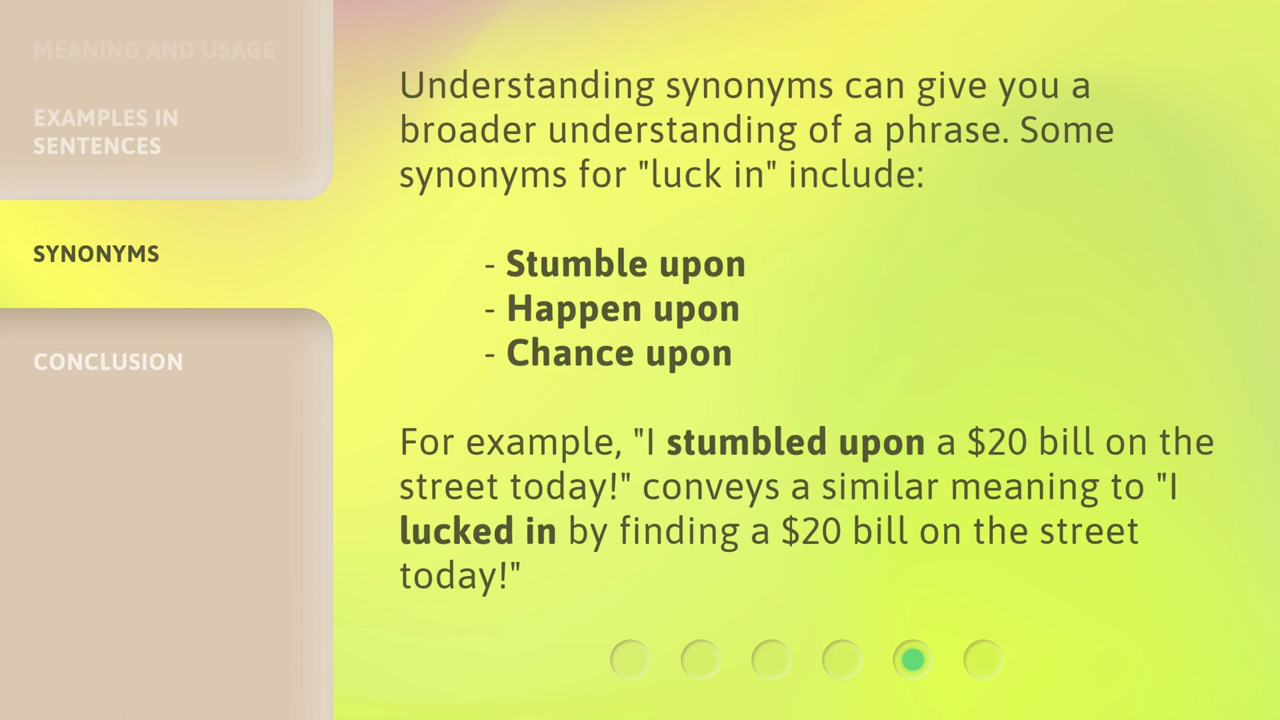 MEANING AND USAGE
EXAMPLES IN
SENTENCES
SYNONYMS
CONCLUSION
Understanding synonyms can give you a
broader understanding of a phrase. Some
synonyms for "luck in" include:
- Stumble upon
- Happen upon
- Chance upon
For example, "I stumbled upon a $20 bill on the
street today!" conveys a similar meaning to "I
lucked in by finding a $20 bill on the street
today!"